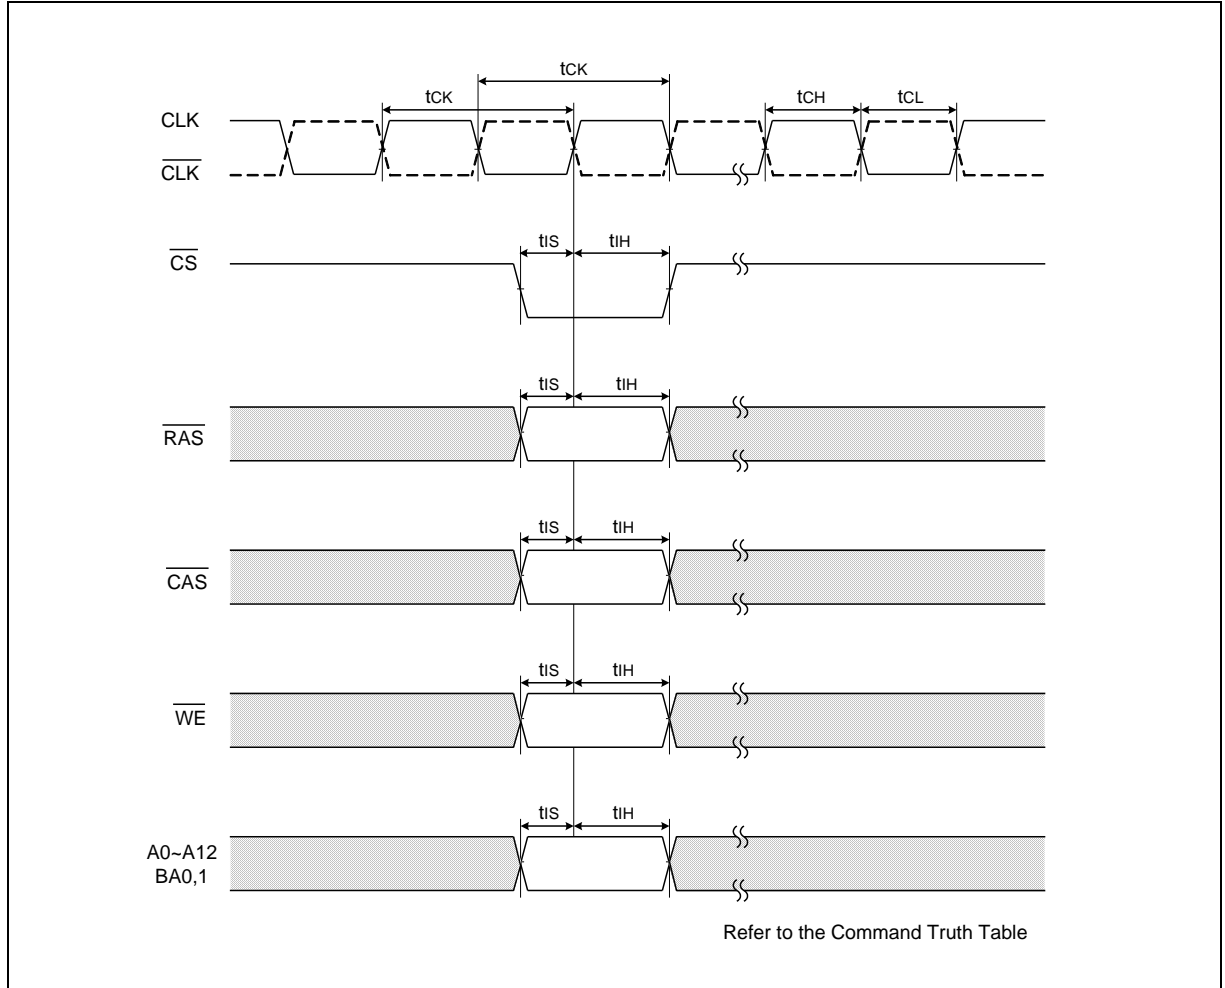 tCK
tCK tCH tCL
CLK
CLK
tIS tIH
CS
tIS tIH
RAS
tIS tIH
CAS
tIS tIH
WE
tIS tIH
A0~A12
BA0,1
Refer to the Command Truth Table